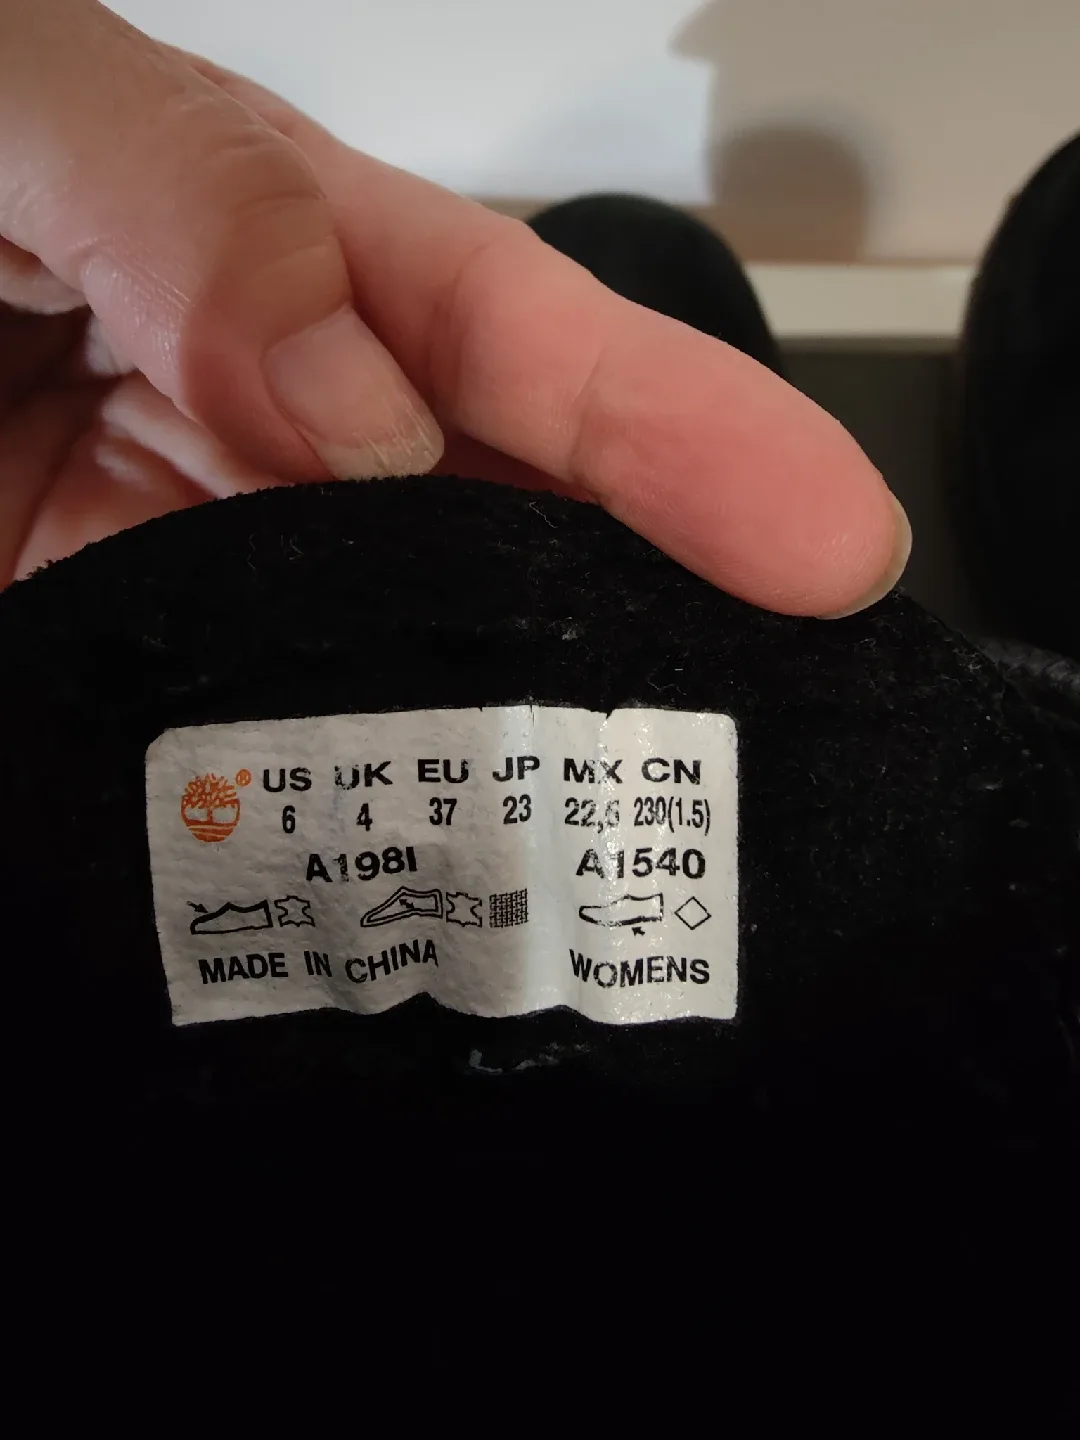 ® US UK EU JP MX CN
6 4 37 23 22,5 230(1.5)
A198I A1540
MADE IN CHINA WOMENS